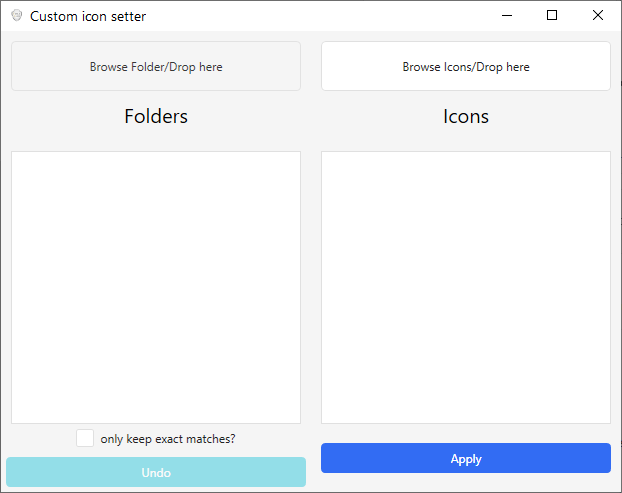 Custom icon setter
Browse Folder/Drop here
Browse Icons/Drop here
Folders
Icons
only keep exact matches?
Undo
Apply